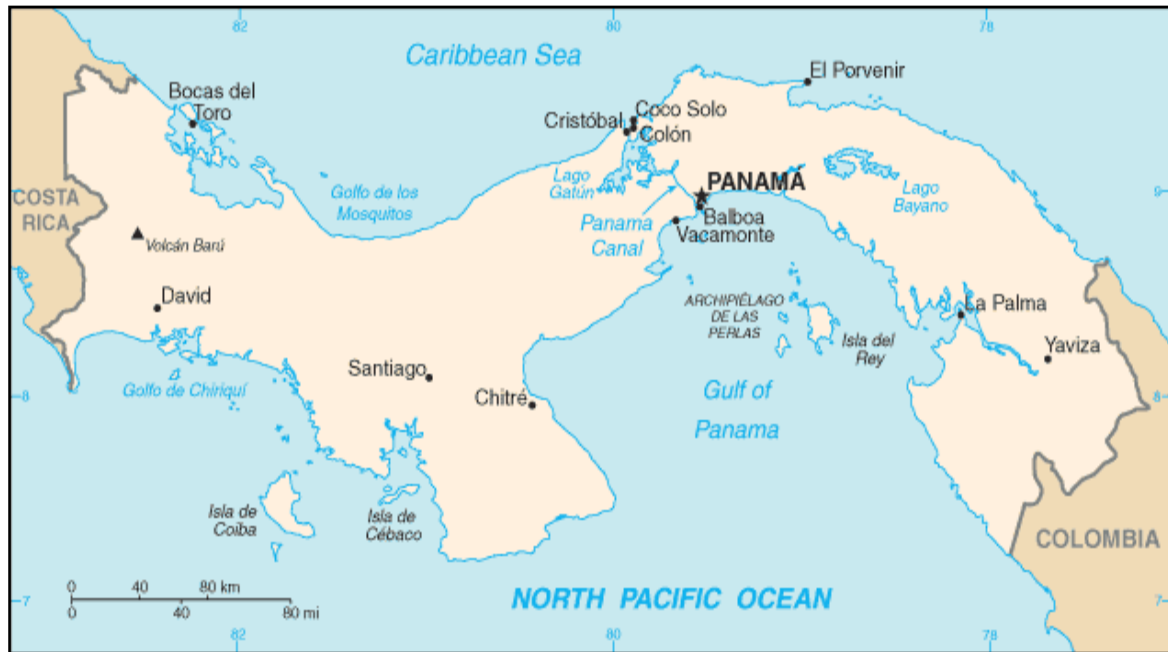 82
80
78
Caribbean Sea
El Porvenir
Bocas del
Toro
Coco Solo
Cristóbal
Colón
COSTA
RICA
Golfo de los
Mosquitos
Lago
Gatún
PANAMÁ
Lago
Bayano
9
Panama
Canal
Balboa
Vacamonte
Volcán Barú
David
ARCHIPIÉLAGO
DE LAS
PERLAS
La Palma
Isla del
Rey
Yaviza
Santiago
Golfo de Chiriquí
Chitré
8
8
Gulf of
Panama
Isla de
Coiba
Isla de
Cébaco
COLOMBIA
0 40 80 km
0 40 80 mi
NORTH PACIFIC OCEAN
7
7
82
80
78